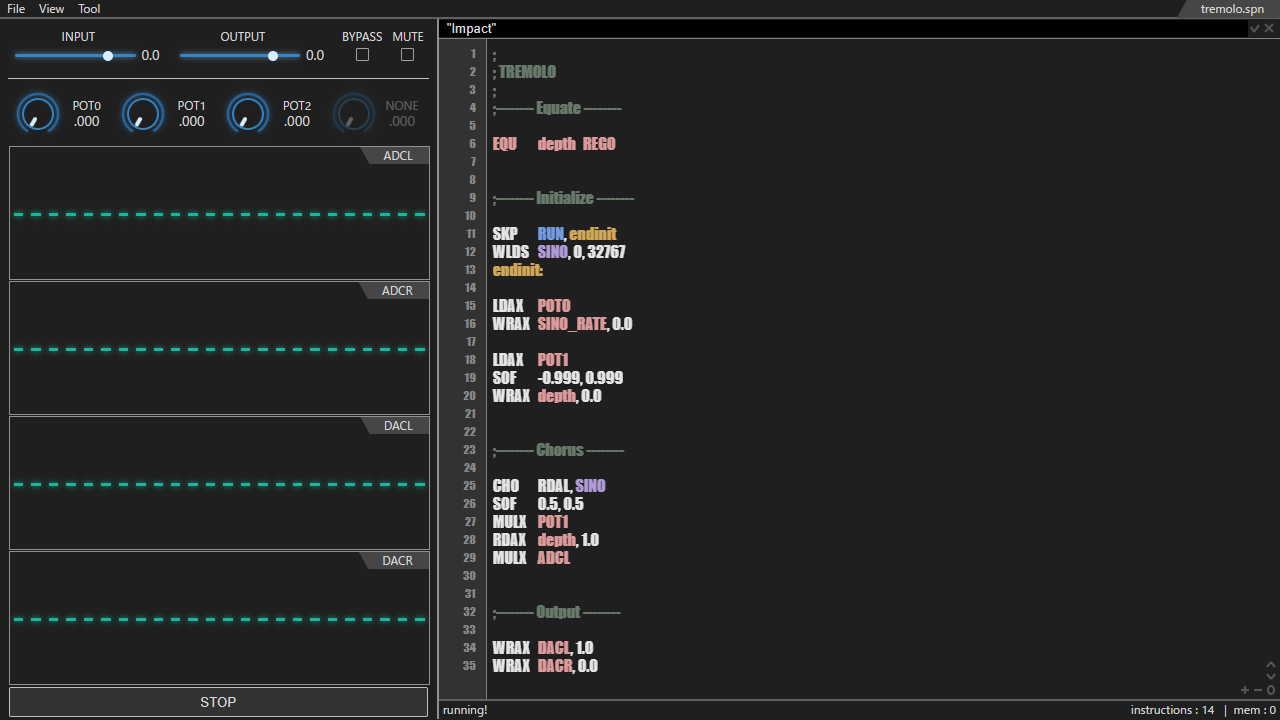 File View Tool
tremolo.spn
INPUT
0.0
OUTPUT
0.0
BYPASS
MUTE
POT0
.000
POT1
.000
POT2
.000
NONE
.000
ADCL
ADCR
DACL
DACR
STOP
"Impact"
1 ;
2 ; TREMOLO
3 ;
4 ;-------- Equate --------
5
6 EQU depth REG0
7
8
9 ;-------- Initialize --------
10
11 SKP RUN, endinit
12 WLDS SIN0, 0, 32767
13 endinit:
14
15 LDAX POT0
16 WRAX SIN0_RATE, 0.0
17
18 LDAX POT1
19 SOF -0.999, 0.999
20 WRAX depth, 0.0
21
22
23 ;-------- Chorus --------
24
25 CHO RDAL, SIN0
26 SOF 0.5, 0.5
27 MULX POT1
28 RDAX depth, 1.0
29 MULX ADCL
30
31
32 ;-------- Output --------
33
34 WRAX DACL, 1.0
35 WRAX DACR, 0.0
running!
instructions : 14 | mem : 0